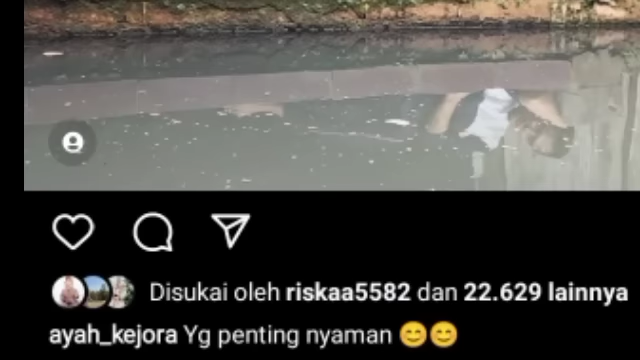 Disukai oleh riskaa5582 dan 22.629 lainnya
ayah_kejora Yg penting nyaman 😊😊